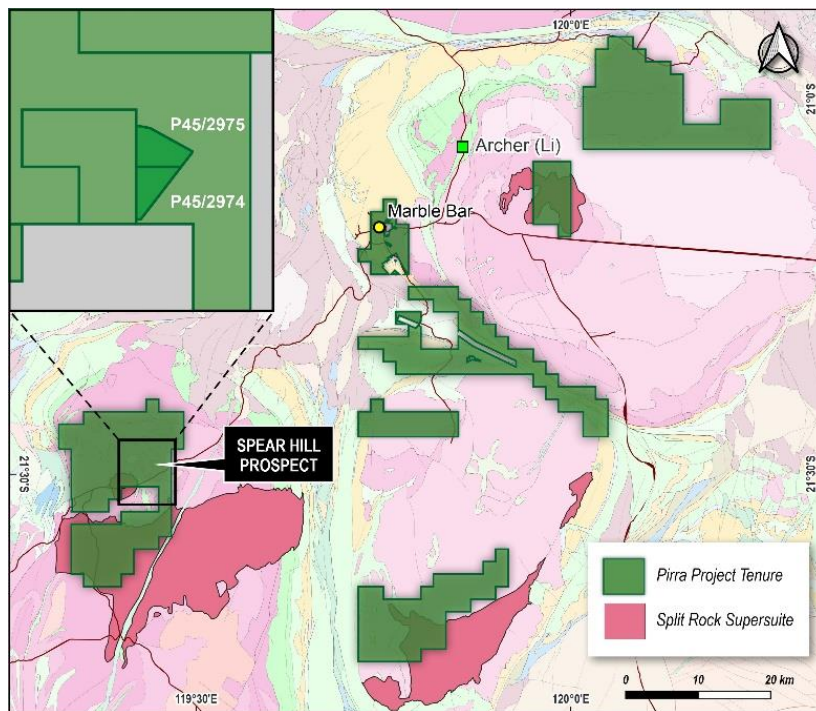 120°0'E
21°0'S
P45/2975
P45/2974
Archer (Li)
Marble Bar
SPEAR HILL
PROSPECT
21°30'S
21°30'S
Pirra Project Tenure
Split Rock Supersuite
119°30'E
120°0'E
0 10 20 km